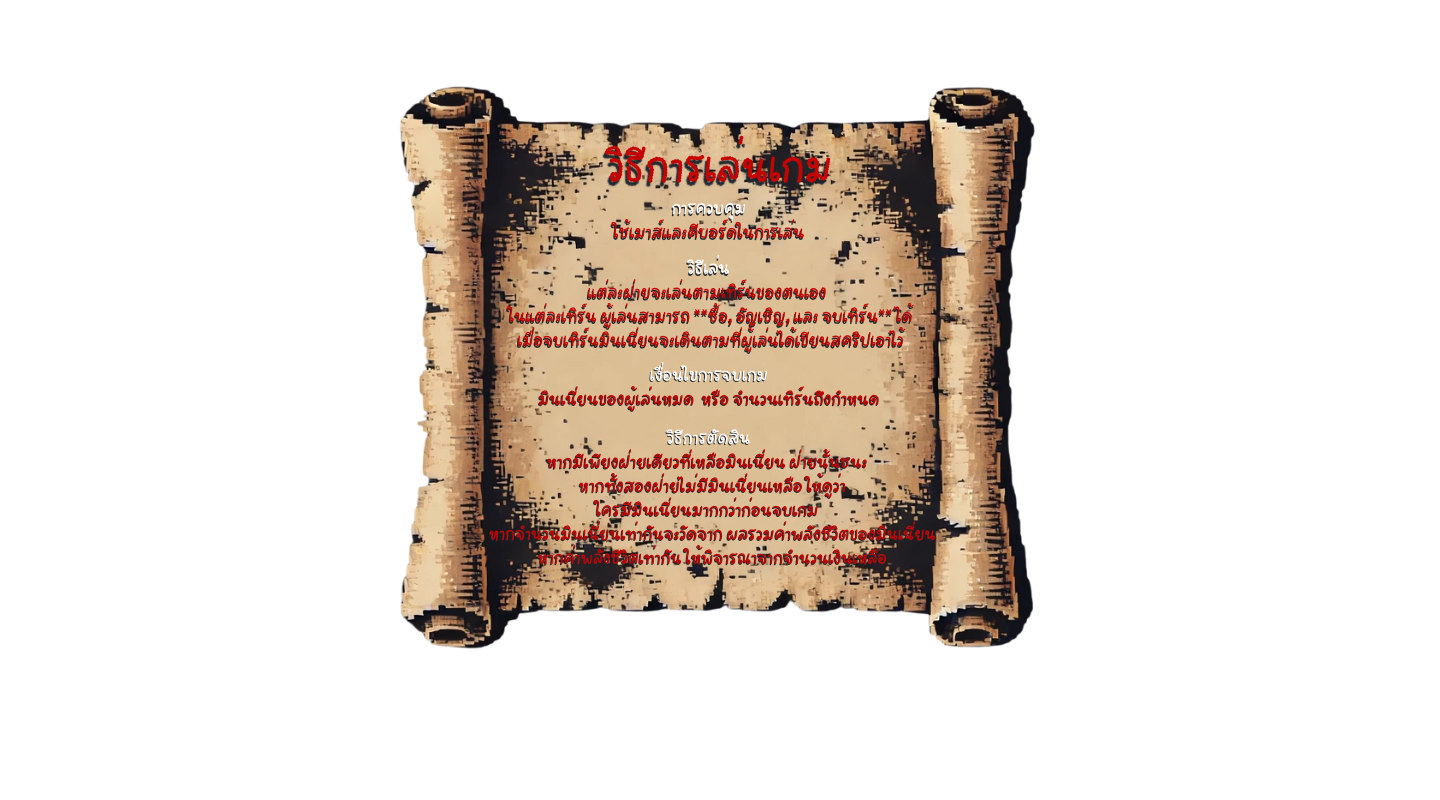 วิธีการเล่นเกม
การควบคุม
ใช้เมาส์และคีย์บอร์ดในการเล่น
วิธีเล่น
แต่ละฝ่ายจะเล่นตามเทิร์นของตนเอง
ในแต่ละเทิร์น ผู้เล่นสามารถ **ซื้อ, อัญเชิญ, และ จบเทิร์น** ได้
เมื่อจบเทิร์นมินเนี่ยนจะเดินตามที่ผู้เล่นได้เขียนสคริปเอาไว้
เงื่อนไขการจบเกม
มินเนี่ยนของผู้เล่นหมด หรือ จำนวนเทิร์นถึงกำหนด
วิธีการตัดสิน
หากมีเพียงฝ่ายเดียวที่เหลือมินเนี่ยน ฝ่ายนั้นชนะ
หากทั้งสองฝ่ายไม่มีมินเนี่ยนเหลือ ให้ดูว่า
ใครมีมินเนี่ยนมากกว่าก่อนจบเกม
หากจำนวนมินเนี่ยนเท่ากันจะวัดจาก ผลรวมค่าพลังชีวิตของมินเนี่ยน
หากค่าพลังชีวิตเท่ากัน ให้พิจารณาจากจำนวนเงินเหลือ